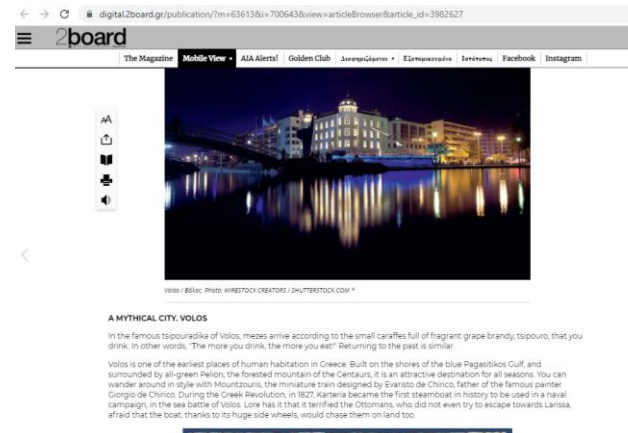 digital.2board.gr/publication/?m=63613&i=700643&view=articleBrowser&article_id=3982627
2board
The Magazine Mobile View AIA Alerts! Golden Club Διαφημιζόμενοι Εξατομικευμένο Ιστότοπος Facebook Instagram
AA
Volos / Βόλος, Photo: WIRESTOCK CREATORS / SHUTTERSTOCK.COM
A MYTHICAL CITY. VOLOS
In the famous tsipouradika of Volos, mezes arrive according to the small caraffes full of fragrant grape brandy, tsipouro, that you
drink. In other words, "The more you drink, the more you eat!" Returning to the past is similar.
Volos is one of the earliest places of human habitation in Greece. Built on the shores of the blue Pagasitikos Gulf, and
surrounded by all-green Pelion, the forested mountain of the Centaurs, it is an attractive destination for all seasons. You can
wander around in style with Mountzouris, the miniature train designed by Evaristo de Chirico, father of the famous painter
Giorgio de Chirico. During the Greek Revolution, in 1827, Karteria became the first steamboat in history to be used in a naval
campaign, in the sea battle of Volos. Lore has it that it terrified the Ottomans, who did not even try to escape towards Larissa,
afraid that the boat, thanks to its huge side wheels, would chase them on land too.